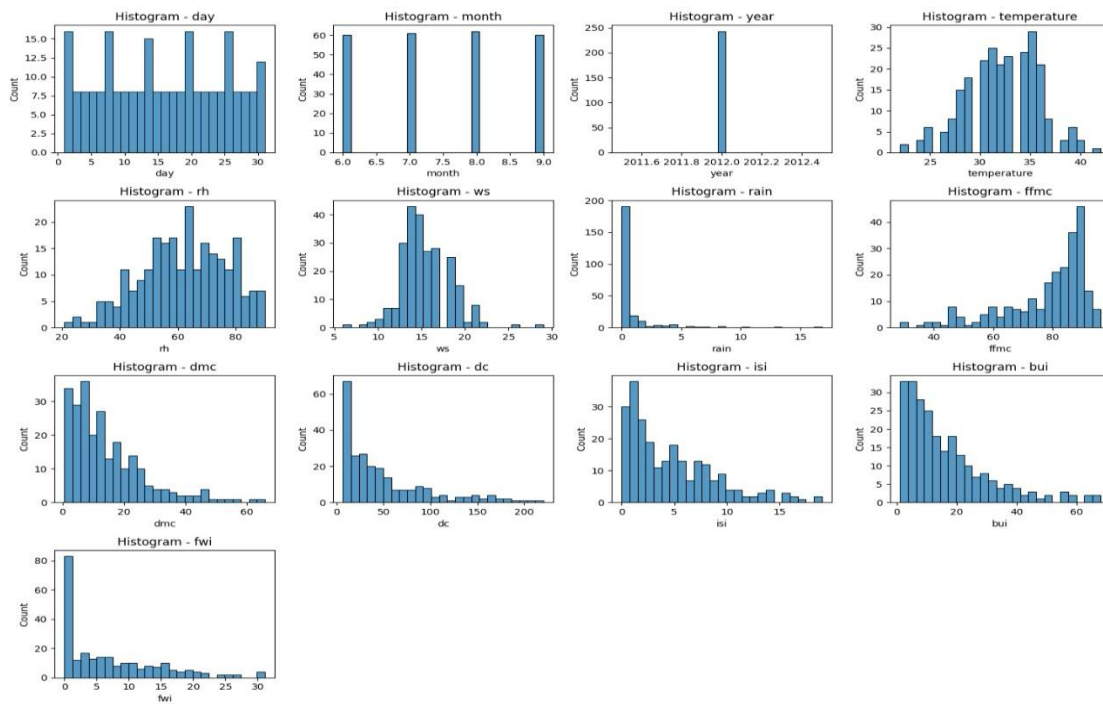 Histogram - day
Count
15.0
12.5
10.0
7.5
5.0
2.5
0.0
0 5 10 15 20 25 30
day
Histogram - month
Count
60
50
40
30
20
10
0
6.0 6.5 7.0 7.5 8.0 8.5 9.0
month
Histogram - year
Count
250
200
150
100
50
0
2011.6 2011.8 2012.0 2012.2 2012.4
year
Histogram - temperature
Count
30
25
20
15
10
5
0
25 30 35 40
temperature
Histogram - rh
Count
20
15
10
5
0
20 40 60 80
rh
Histogram - ws
Count
40
30
20
10
0
5 10 15 20 25 30
ws
Histogram - rain
Count
200
150
100
50
0
0 5 10 15
rain
Histogram - ffmc
Count
40
30
20
10
0
40 60 80
ffmc
Histogram - dmc
Count
30
20
10
0
0 20 40 60
dmc
Histogram - dc
Count
60
40
20
0
0 50 100 150 200
dc
Histogram - isi
Count
30
20
10
0
0 5 10 15
isi
Histogram - bui
Count
30
25
20
15
10
5
0
0 20 40 60
bui
Histogram - fwi
Count
80
60
40
20
0
0 5 10 15 20 25 30
fwi